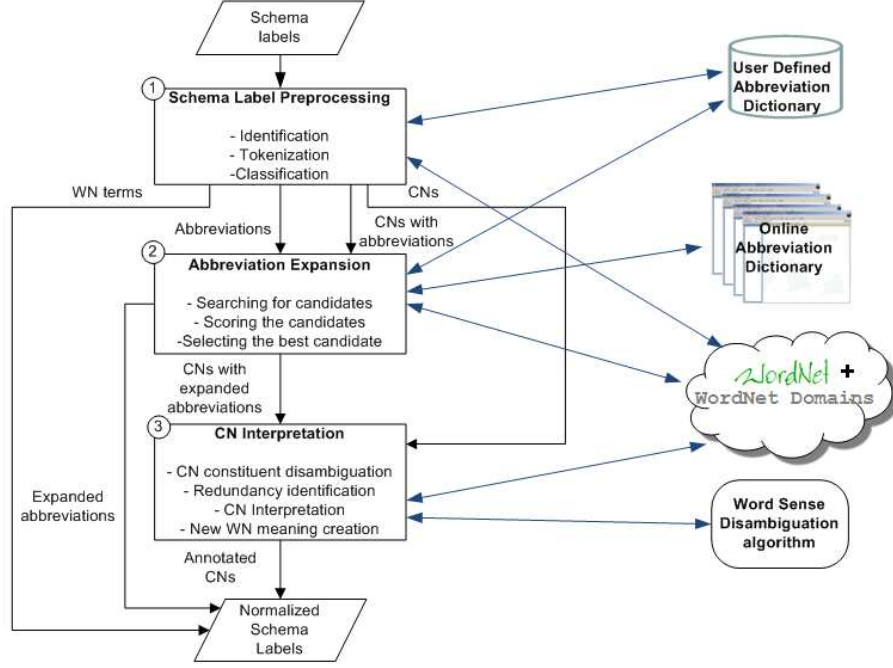 Schema
labels
1
Schema Label Preprocessing
- Identification
- Tokenization
-Classification
User Defined
Abbreviation
Dictionary
WN terms
Abbreviations
CNs with
abbreviations
CNs
2
Abbreviation Expansion
- Searching for candidates
- Scoring the candidates
-Selecting the best candidate
Online
Abbreviation
Dictionary
CNs with
expanded
abbreviations
WordNet +
WordNet Domains
3
CN Interpretation
- CN constituent disambiguation
- Redundancy identification
- CN Interpretation
- New WN meaning creation
Word Sense
Disambiguation
algorithm
Expanded
abbreviations
Annotated
CNs
Normalized
Schema
Labels